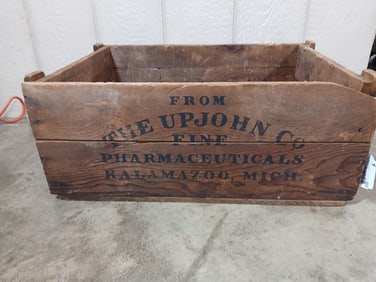 FROM
THE UPJOHN CO
FINE
PHARMACEUTICALS
KALAMAZOO, MICH.